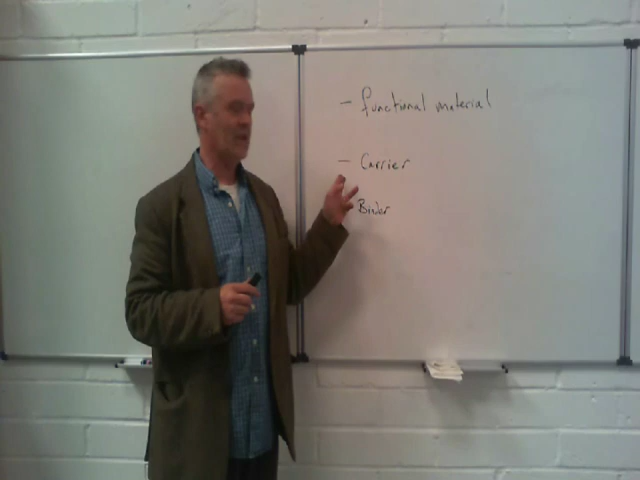 - functional material
- Carrier
- Binder